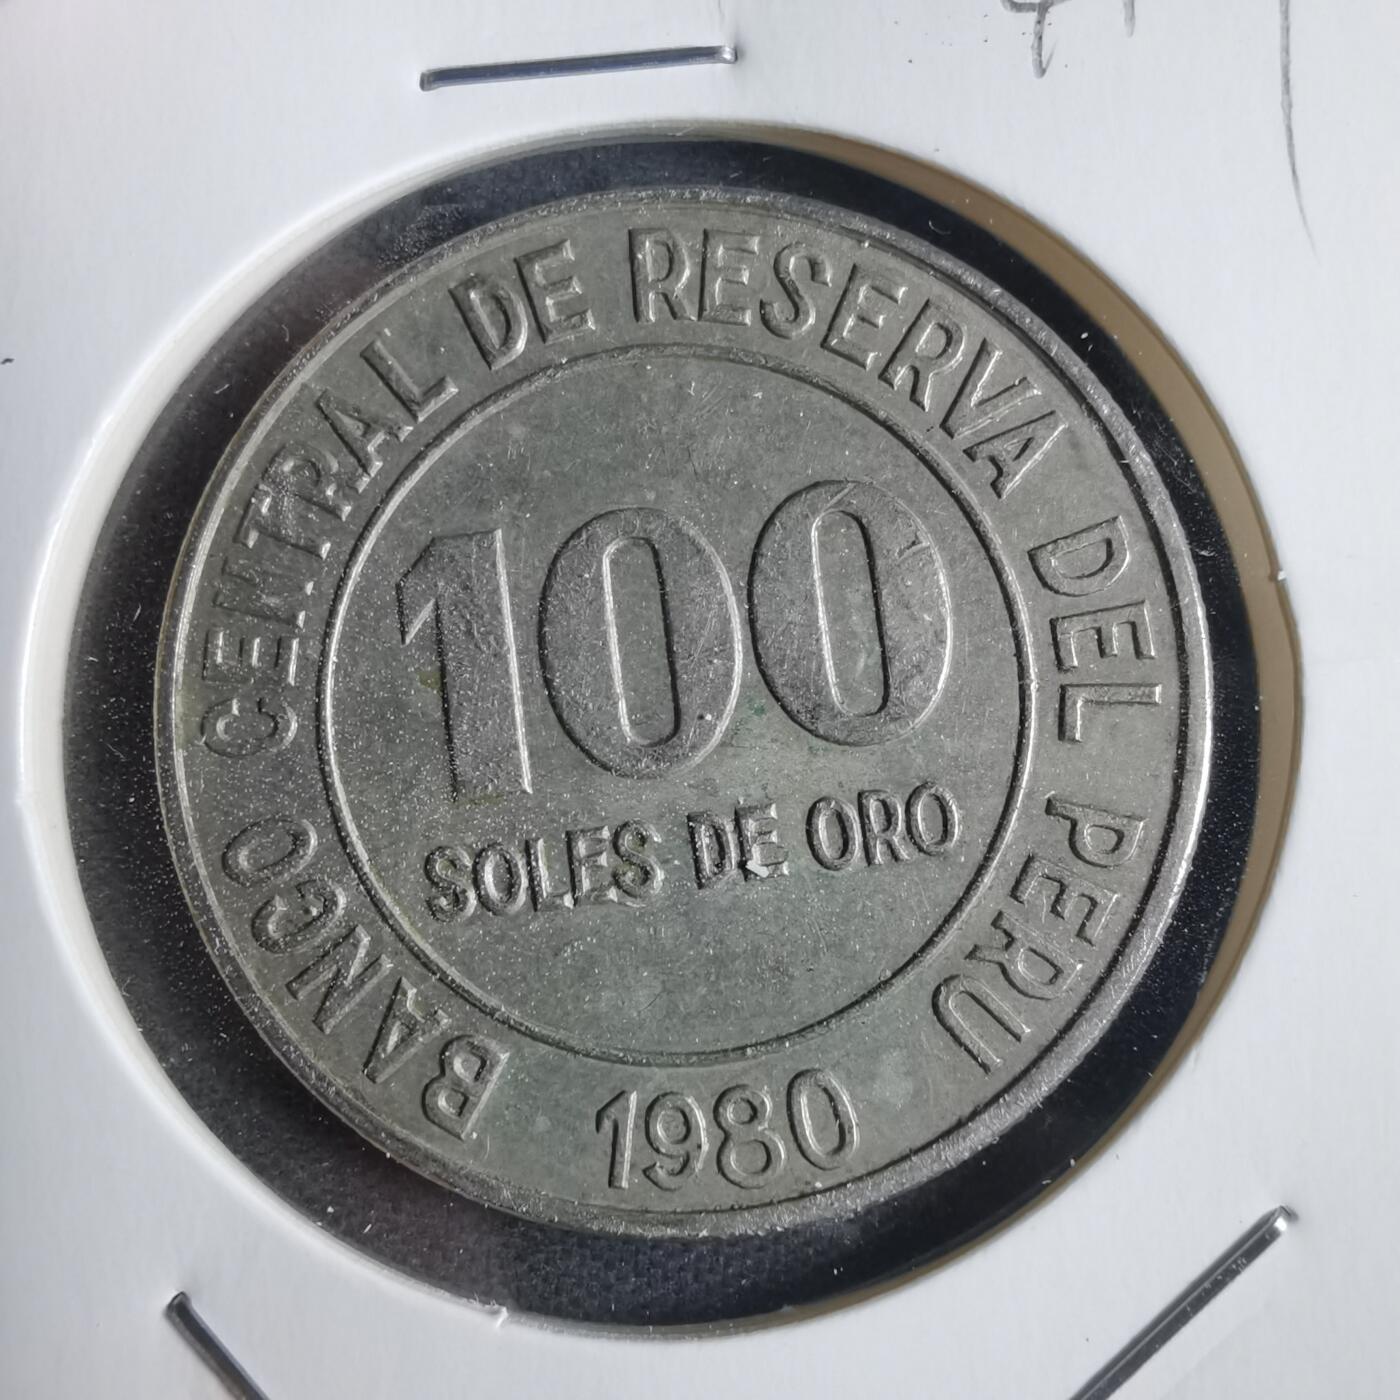 BANCO CENTRAL DE RESERVA DEL PERU
100
SOLES DE ORO
1980